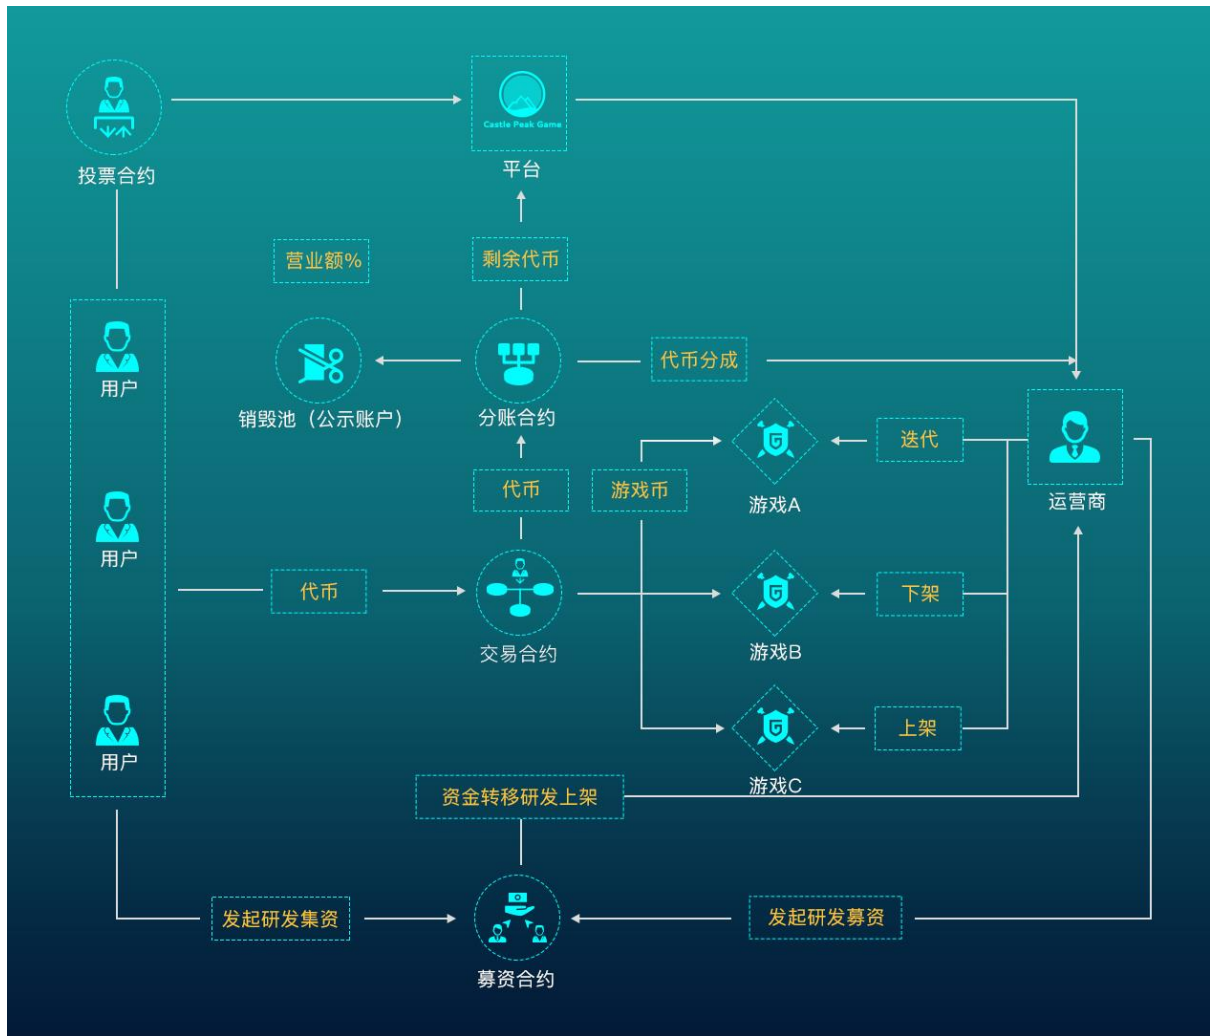 Castle Peak Game
投票合约
平台
营业额%
剩余代币
用户
代币分成
销毁池（公示账户）
分账合约
迭代
代币
游戏币
游戏A
运营商
用户
代币
下架
交易合约
游戏B
上架
用户
游戏C
资金转移研发上架
发起研发集资
发起研发募资
募资合约